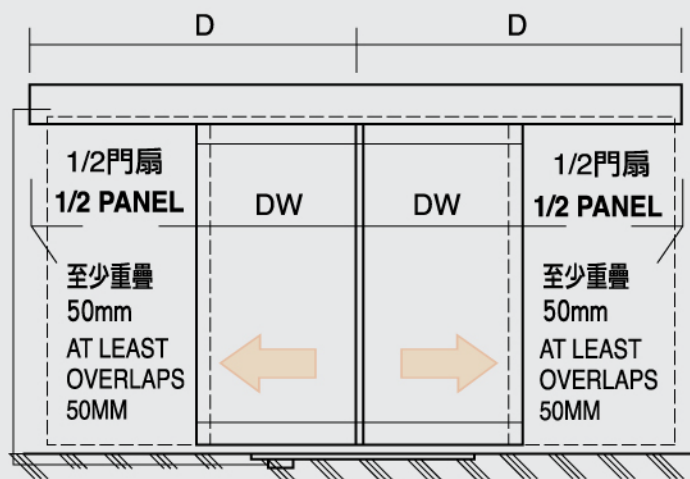 D
D
1/2門扇
1/2 PANEL
DW
DW
1/2門扇
1/2 PANEL
至少重疊
50mm
AT LEAST
OVERLAPS
50MM
至少重疊
50mm
AT LEAST
OVERLAPS
50MM